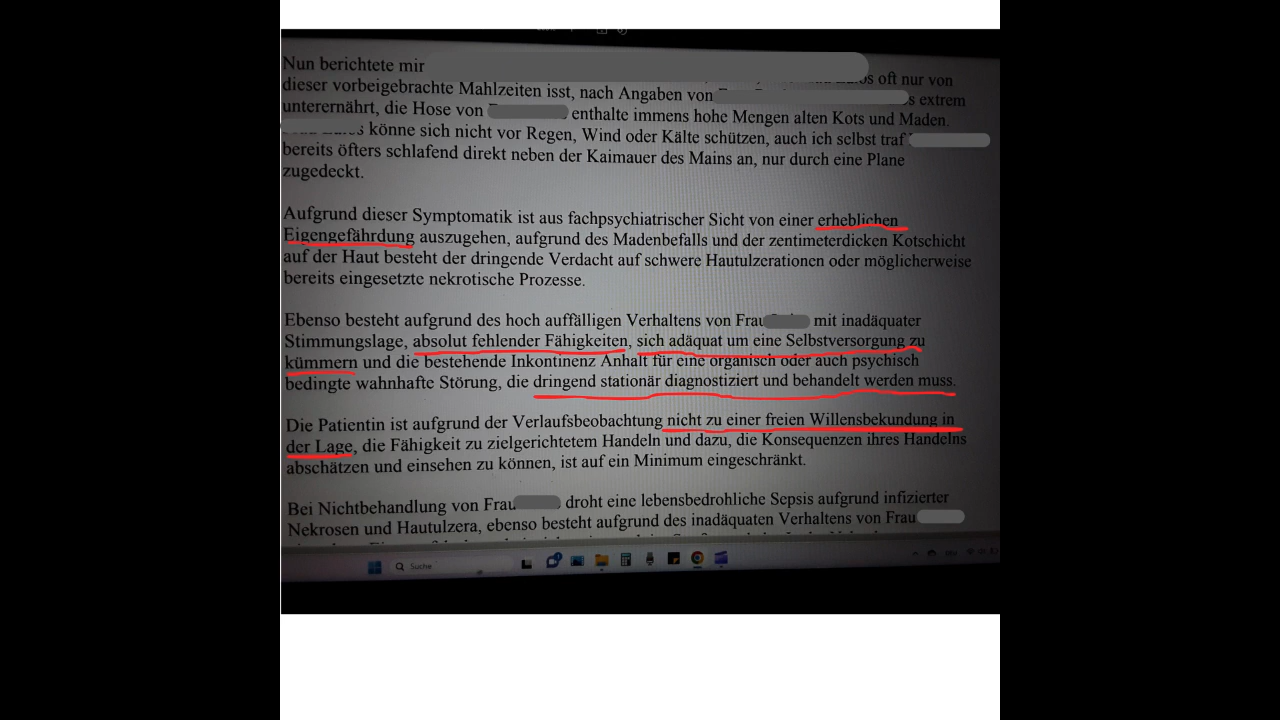 Nun berichtete mir
oft nur von
dieser vorbeigebrachte Mahlzeiten isst, nach Angaben von
extrem
unterernährt, die Hose von enthalte immens hohe Mengen alten Kots und Maden.
könne sich nicht vor Regen, Wind oder Kälte schützen, auch ich selbst traf
bereits öfters schlafend direkt neben der Kaimauer des Mains an, nur durch eine Plane
zugedeckt.
Aufgrund dieser Symptomatik ist aus fachpsychiatrischer Sicht von einer erheblichen
Eigengefährdung auszugehen, aufgrund des Madenbefalls und der zentimeterdicken Kotschicht
auf der Haut besteht der dringende Verdacht auf schwere Hautulzerationen oder möglicherweise
bereits eingesetzte nekrotische Prozesse.
Ebenso besteht aufgrund des hoch auffälligen Verhaltens von Frau mit inadäquater
Stimmungslage, absolut fehlender Fähigkeiten, sich adäquat um eine Selbstversorgung zu
kümmern und die bestehende Inkontinenz Anhalt für eine organisch oder auch psychisch
bedingte wahnhafte Störung, die dringend stationär diagnostiziert und behandelt werden muss.
Die Patientin ist aufgrund der Verlaufsbeobachtung nicht zu einer freien Willensbekundung in
der Lage, die Fähigkeit zu zielgerichtetem Handeln und dazu, die Konsequenzen ihres Handelns
abschätzen und einsehen zu können, ist auf ein Minimum eingeschränkt.
Bei Nichtbehandlung von Frau droht eine lebensbedrohliche Sepsis aufgrund infizierter
Nekrosen und Hautulzera, ebenso besteht aufgrund des inadäquaten Verhaltens von Frau
Suche